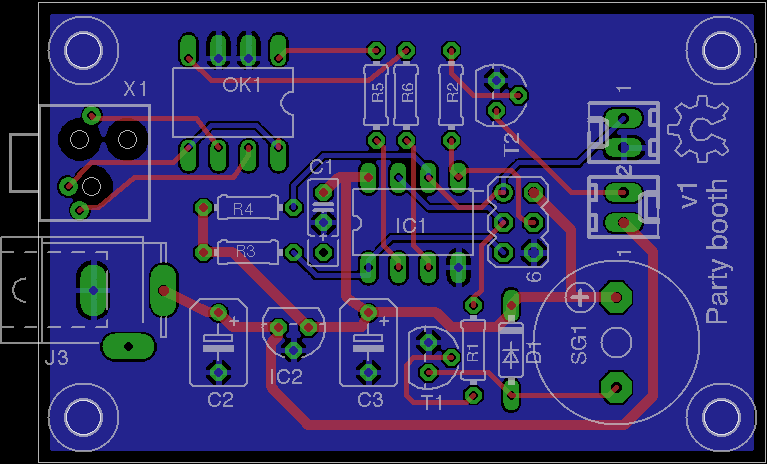 X1
OK1
R5
R6
R2
T2
1
2
C1
R4
R3
IC1
6
1
V1
Party booth
J3
C2
+
IC2
C3
+
T1
R1
D1
SG1
+
+